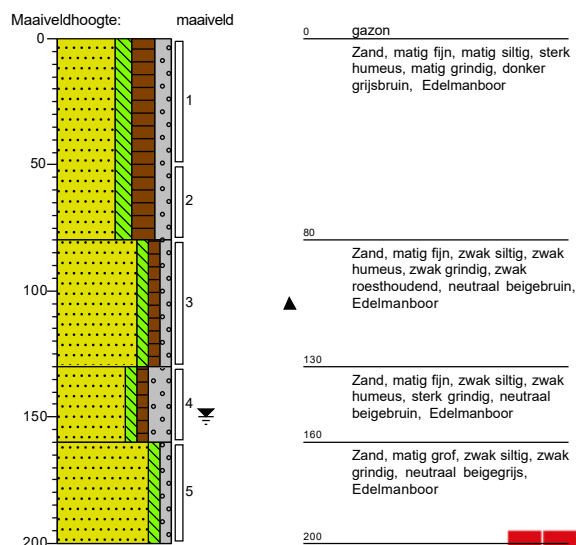 Maaiveldhoogte: maaiveld
0
50
100
150
200
1
2
3
4
5
0 gazon
Zand, matig fijn, matig siltig, sterk
humeus, matig grindig, donker
grijsbruin, Edelmanboor
80
Zand, matig fijn, zwak siltig, zwak
humeus, zwak grindig, zwak
roesthoudend, neutraal beigebruin,
Edelmanboor
130
Zand, matig fijn, zwak siltig, zwak
humeus, sterk grindig, neutraal
beigebruin, Edelmanboor
160
Zand, matig grof, zwak siltig, zwak
grindig, neutraal beigegrijs,
Edelmanboor
200